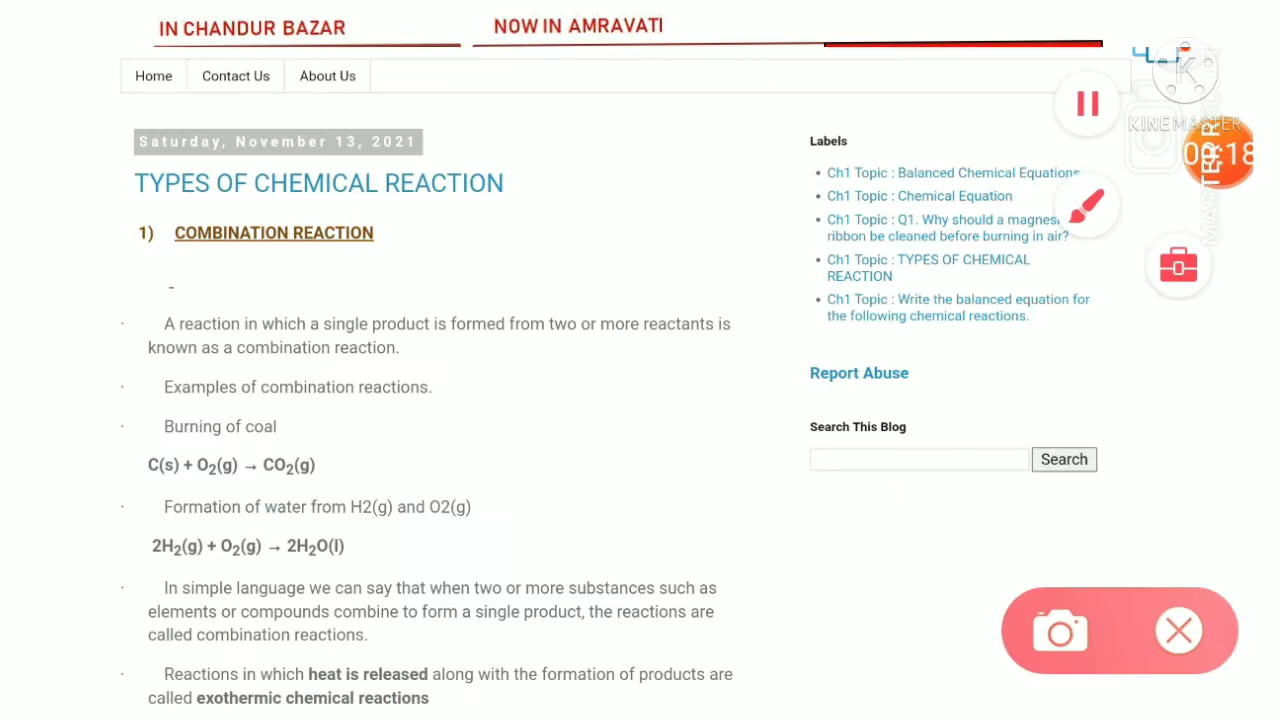 IN CHANDUR BAZAR
NOW IN AMRAVATI
Home
Contact Us
About Us
KINEMASTER
Saturday, November 13, 2021
TYPES OF CHEMICAL REACTION
1) COMBINATION REACTION
-
· A reaction in which a single product is formed from two or more reactants is
known as a combination reaction.
· Examples of combination reactions.
· Burning of coal
C(s) + O₂(g) → CO₂(g)
· Formation of water from H2(g) and O2(g)
2H₂(g) + O₂(g) → 2H₂O(l)
· In simple language we can say that when two or more substances such as
elements or compounds combine to form a single product, the reactions are
called combination reactions.
· Reactions in which heat is released along with the formation of products are
called exothermic chemical reactions
Labels
• Ch1 Topic : Balanced Chemical Equations
• Ch1 Topic : Chemical Equation
• Ch1 Topic : Q1. Why should a magnesi
ribbon be cleaned before burning in air?
• Ch1 Topic : TYPES OF CHEMICAL
REACTION
• Ch1 Topic : Write the balanced equation for
the following chemical reactions.
Report Abuse
Search This Blog
Search